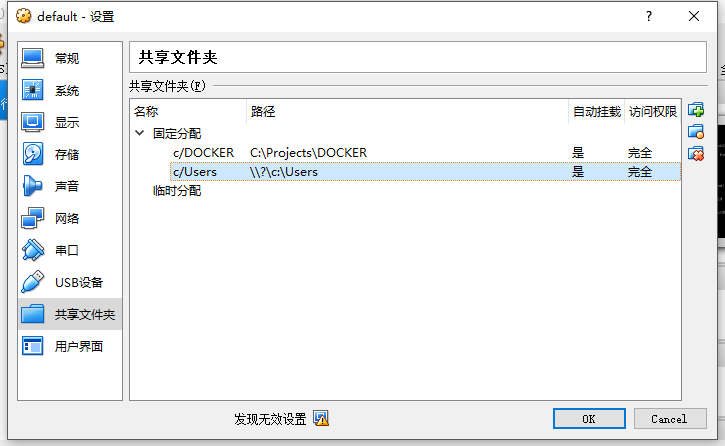 default - 设置
常规
系统
显示
存储
声音
网络
串口
USB设备
共享文件夹
用户界面
共享文件夹
共享文件夹(F)
名称 路径 自动挂载 访问权限
固定分配
c/DOCKER C:\Projects\DOCKER 是 完全
c/Users \\?\c:\Users 是 完全
临时分配
发现无效设置
OK Cancel